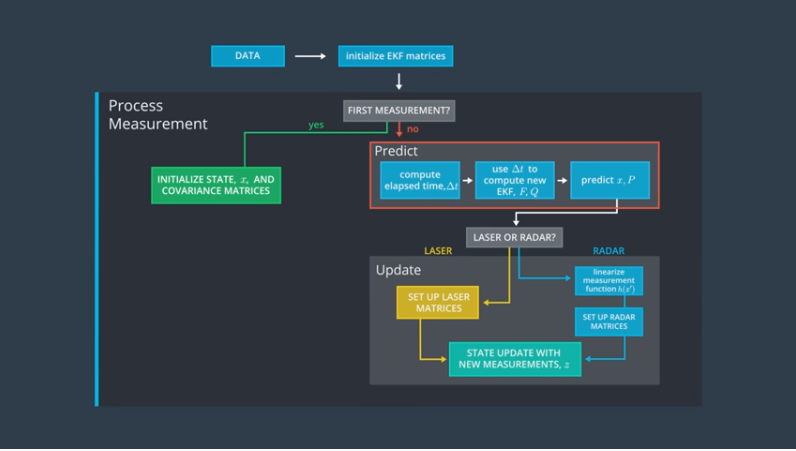 DATA
initialize EKF matrices
Process
Measurement
FIRST MEASUREMENT?
yes
no
INITIALIZE STATE, x, AND
COVARIANCE MATRICES
Predict
compute
elapsed time, Δt
use Δt to
compute new
EKF, F, Q
predict x, P
LASER OR RADAR?
LASER
RADAR
Update
SET UP LASER
MATRICES
linearize
measurement
function h(x')
SET UP RADAR
MATRICES
STATE UPDATE WITH
NEW MEASUREMENTS, z